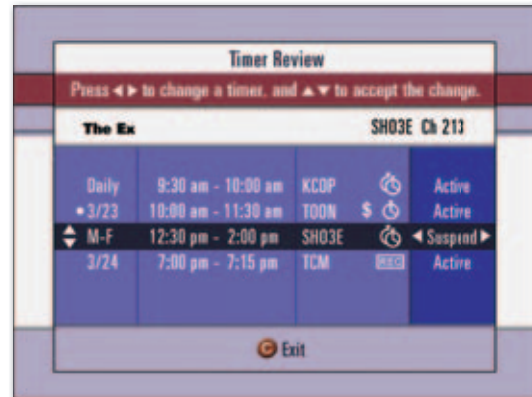 Timer Review
Press ◀ ▶ to change a timer, and ▲ ▼ to accept the change.
The Ex SHO3E Ch 213
Daily 9:30 am - 10:00 am KCOP Active
• 3/23 10:00 am - 11:30 am TOON $ Active
M-F 12:30 pm - 2:00 pm SHO3E ◀ Suspend ▶
3/24 7:00 pm - 7:15 pm TCM REC Active
C Exit